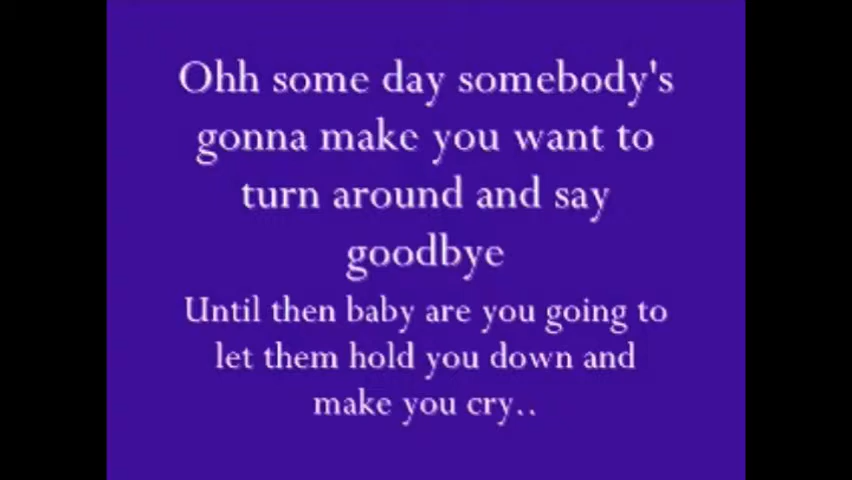 Ohh some day somebody's
gonna make you want to
turn around and say
goodbye
Until then baby are you going to
let them hold you down and
make you cry..